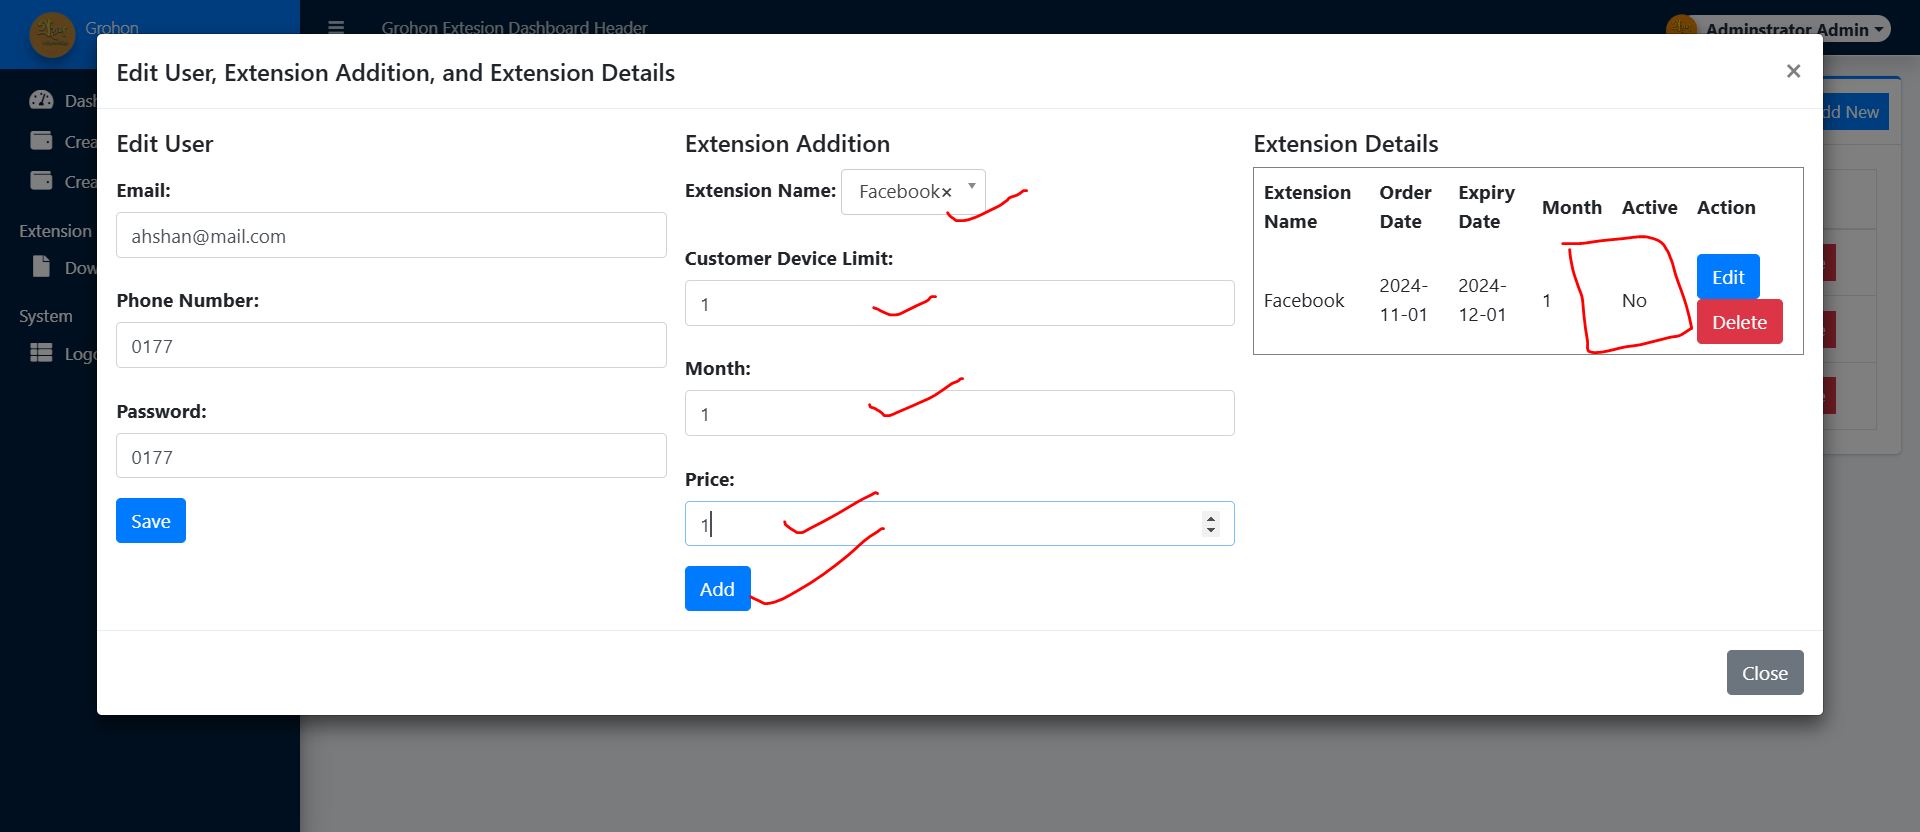 Grohon
Grohon Extesion Dashboard Header
Adminstrator Admin
Edit User, Extension Addition, and Extension Details
×
Dash
Crea
Crea
Extension
Dow
System
Logo
dd New
Edit User
Email:
ahshan@mail.com
Phone Number:
0177
Password:
0177
Save
Extension Addition
Extension Name: Facebook×
Customer Device Limit:
1
Month:
1
Price:
1
Add
Extension Details
Extension Name Order Date Expiry Date Month Active Action
Facebook 2024-11-01 2024-12-01 1 No Edit Delete
e
e
e
Close